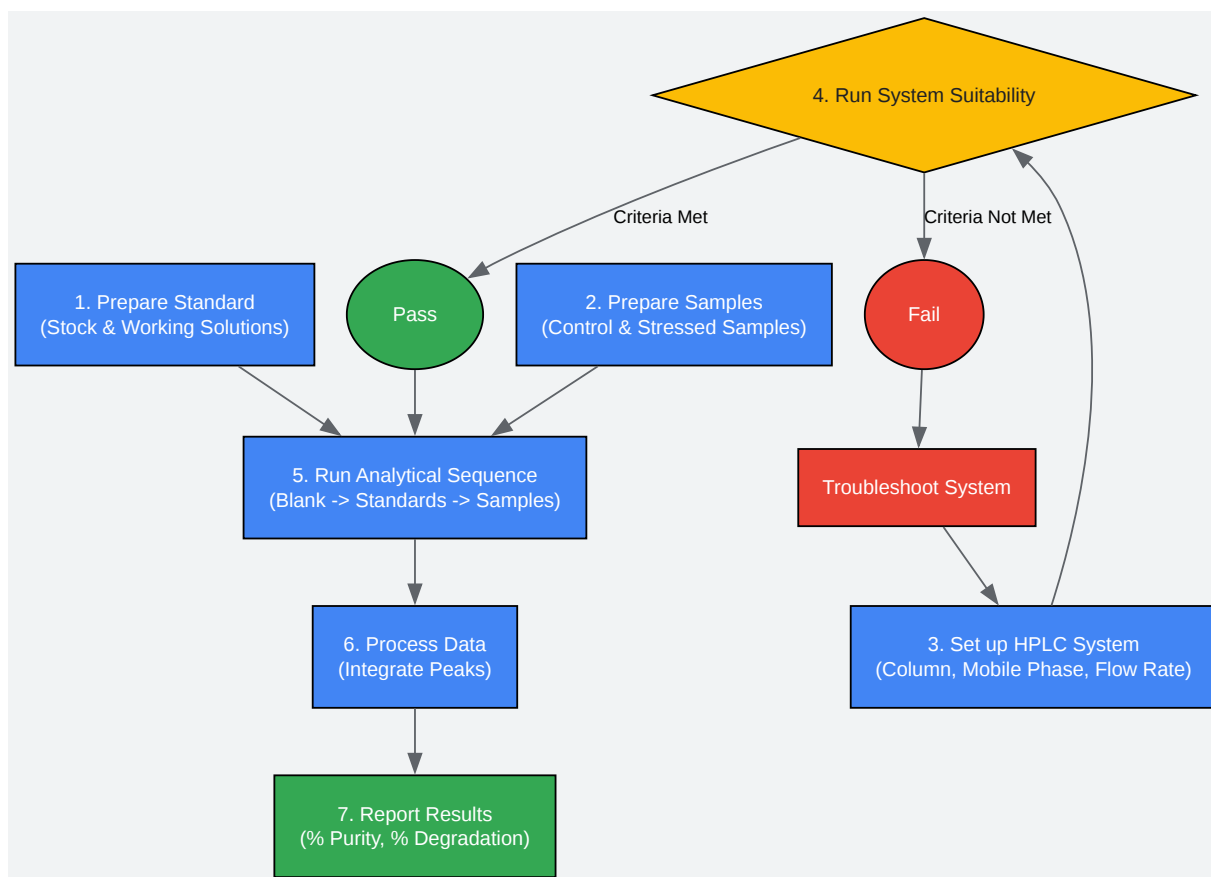 4. Run System Suitability
Criteria Met
Criteria Not Met
1. Prepare Standard
(Stock & Working Solutions)
Pass
2. Prepare Samples
(Control & Stressed Samples)
Fail
5. Run Analytical Sequence
(Blank -> Standards -> Samples)
Troubleshoot System
6. Process Data
(Integrate Peaks)
3. Set up HPLC System
(Column, Mobile Phase, Flow Rate)
7. Report Results
(% Purity, % Degradation)